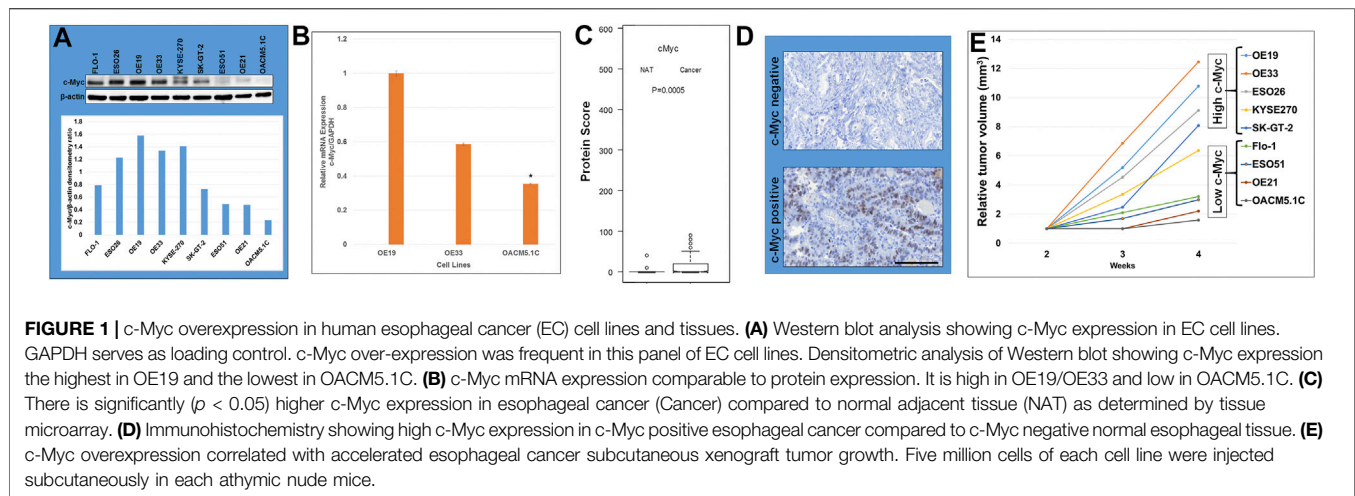 A
FLO-1
ESO26
OE19
OE33
KYSE-270
SK-GT-2
ESO51
OE21
OACM5.1C
c-Myc
β-actin
c-Myc/β-actin densitometry ratio
1.8
1.6
1.4
1.2
1
0.8
0.6
0.4
0.2
0
FLO-1
ESO26
OE19
OE33
KYSE-270
SK-GT-2
ESO51
OE21
OACM5.1C
B
Relative mRNA Expression
c-Myc/GAPDH
1.2
1
0.8
0.6
0.4
0.2
0
*
OE19
OE33
OACM5.1C
Cell Lines
C
Protein Score
600
500
400
300
200
100
0
cMyc
NAT Cancer
P=0.0005
D
c-Myc negative
c-Myc positive
E
Relative tumor volume (mm³)
14
12
10
8
6
4
2
0
2 3 4
Weeks
High c-Myc
OE19
OE33
ESO26
KYSE270
SK-GT-2
Low c-Myc
Flo-1
ESO51
OE21
OACM5.1C
FIGURE 1 | c-Myc overexpression in human esophageal cancer (EC) cell lines and tissues. (A) Western blot analysis showing c-Myc expression in EC cell lines.
GAPDH serves as loading control. c-Myc over-expression was frequent in this panel of EC cell lines. Densitometric analysis of Western blot showing c-Myc expression
the highest in OE19 and the lowest in OACM5.1C. (B) c-Myc mRNA expression comparable to protein expression. It is high in OE19/OE33 and low in OACM5.1C. (C)
There is significantly (p < 0.05) higher c-Myc expression in esophageal cancer (Cancer) compared to normal adjacent tissue (NAT) as determined by tissue
microarray. (D) Immunohistochemistry showing high c-Myc expression in c-Myc positive esophageal cancer compared to c-Myc negative normal esophageal tissue. (E)
c-Myc overexpression correlated with accelerated esophageal cancer subcutaneous xenograft tumor growth. Five million cells of each cell line were injected
subcutaneously in each athymic nude mice.